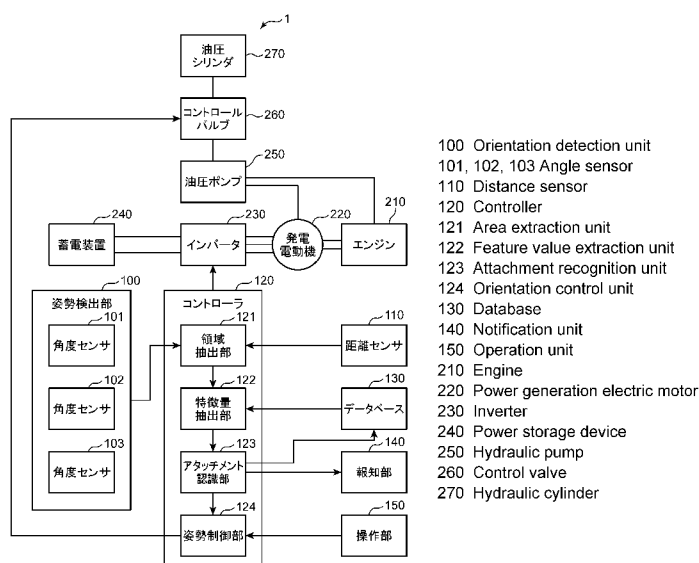 1
油圧
シリンダ
270
コントロール
バルブ
260
250
油圧ポンプ
240
230
220
210
蓄電装置
インバータ
発電
電動機
エンジン
100
120
姿勢検出部
コントローラ
101
角度センサ
121
領域
抽出部
110
距離センサ
102
角度センサ
122
特徴量
抽出部
130
データベース
103
角度センサ
123
アタッチメント
認識部
140
報知部
124
姿勢制御部
150
操作部
100 Orientation detection unit
101, 102, 103 Angle sensor
110 Distance sensor
120 Controller
121 Area extraction unit
122 Feature value extraction unit
123 Attachment recognition unit
124 Orientation control unit
130 Database
140 Notification unit
150 Operation unit
210 Engine
220 Power generation electric motor
230 Inverter
240 Power storage device
250 Hydraulic pump
260 Control valve
270 Hydraulic cylinder